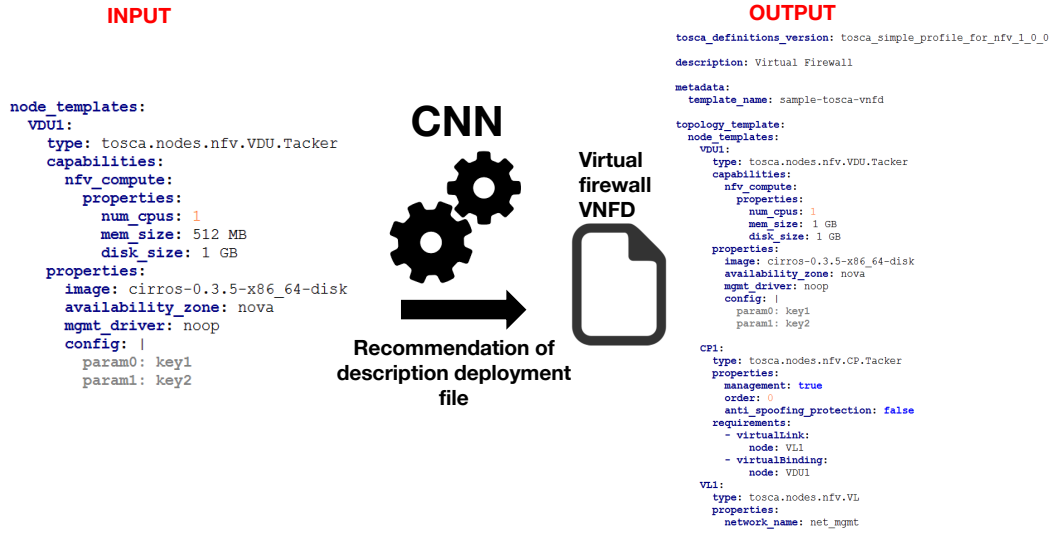 INPUT
node_templates:
VDU1:
type: tosca.nodes.nfv.VDU.Tacker
capabilities:
nfv_compute:
properties:
num_cpus: 1
mem_size: 512 MB
disk_size: 1 GB
properties:
image: cirros-0.3.5-x86_64-disk
availability_zone: nova
mgmt_driver: noop
config: |
param0: key1
param1: key2
CNN
Recommendation of
description deployment
file
Virtual
firewall
VNFD
OUTPUT
tosca_definitions_version: tosca_simple_profile_for_nfv_1_0_0
description: Virtual Firewall
metadata:
template_name: sample-tosca-vnfd
topology_template:
node_templates:
VDU1:
type: tosca.nodes.nfv.VDU.Tacker
capabilities:
nfv_compute:
properties:
num_cpus: 1
mem_size: 1 GB
disk_size: 1 GB
properties:
image: cirros-0.3.5-x86_64-disk
availability_zone: nova
mgmt_driver: noop
config: |
param0: key1
param1: key2
CP1:
type: tosca.nodes.nfv.CP.Tacker
properties:
management: true
order: 0
anti_spoofing_protection: false
requirements:
- virtualLink:
node: VL1
- virtualBinding:
node: VDU1
VL1:
type: tosca.nodes.nfv.VL
properties:
network_name: net_mgmt